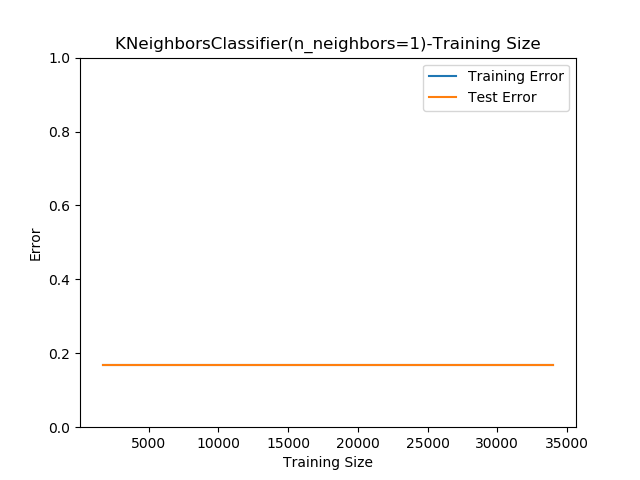 KNeighborsClassifier(n_neighbors=1)-Training Size
1.0
Training Error
Test Error
0.8
0.6
Error
0.4
0.2
0.0
5000 10000 15000 20000 25000 30000 35000
Training Size